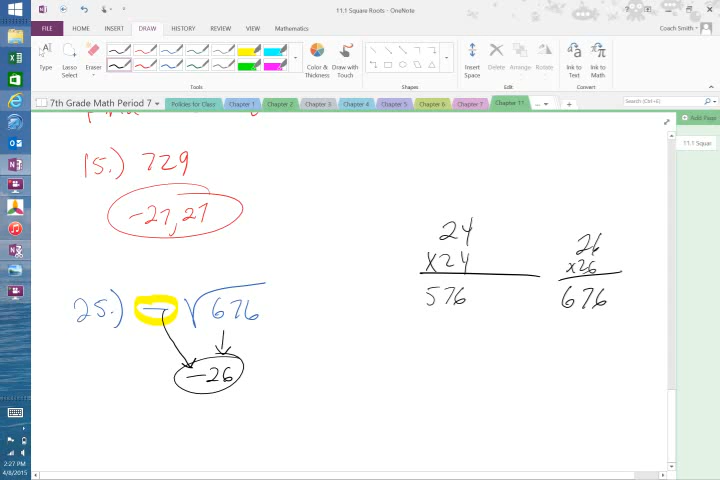 11.1 Square Roots - OneNote
FILE HOME INSERT DRAW HISTORY REVIEW VIEW Mathematics
Coach Smith
Type
Lasso Select
Eraser
Color & Thickness
Draw with Touch
Insert Space
Delete
Arrange
Rotate
Ink to Text
Ink to Math
Tools
Shapes
Edit
Convert
7th Grade Math Period 7
Policies for Class
Chapter 1
Chapter 2
Chapter 3
Chapter 4
Chapter 5
Chapter 6
Chapter 7
Chapter 11
Search (Ctrl+E)
Add Page
11.1 Squar
15.) 729
-27, 27
24
x24
576
26
x26
676
25.) - √676
-26
2:27 PM
4/8/2015